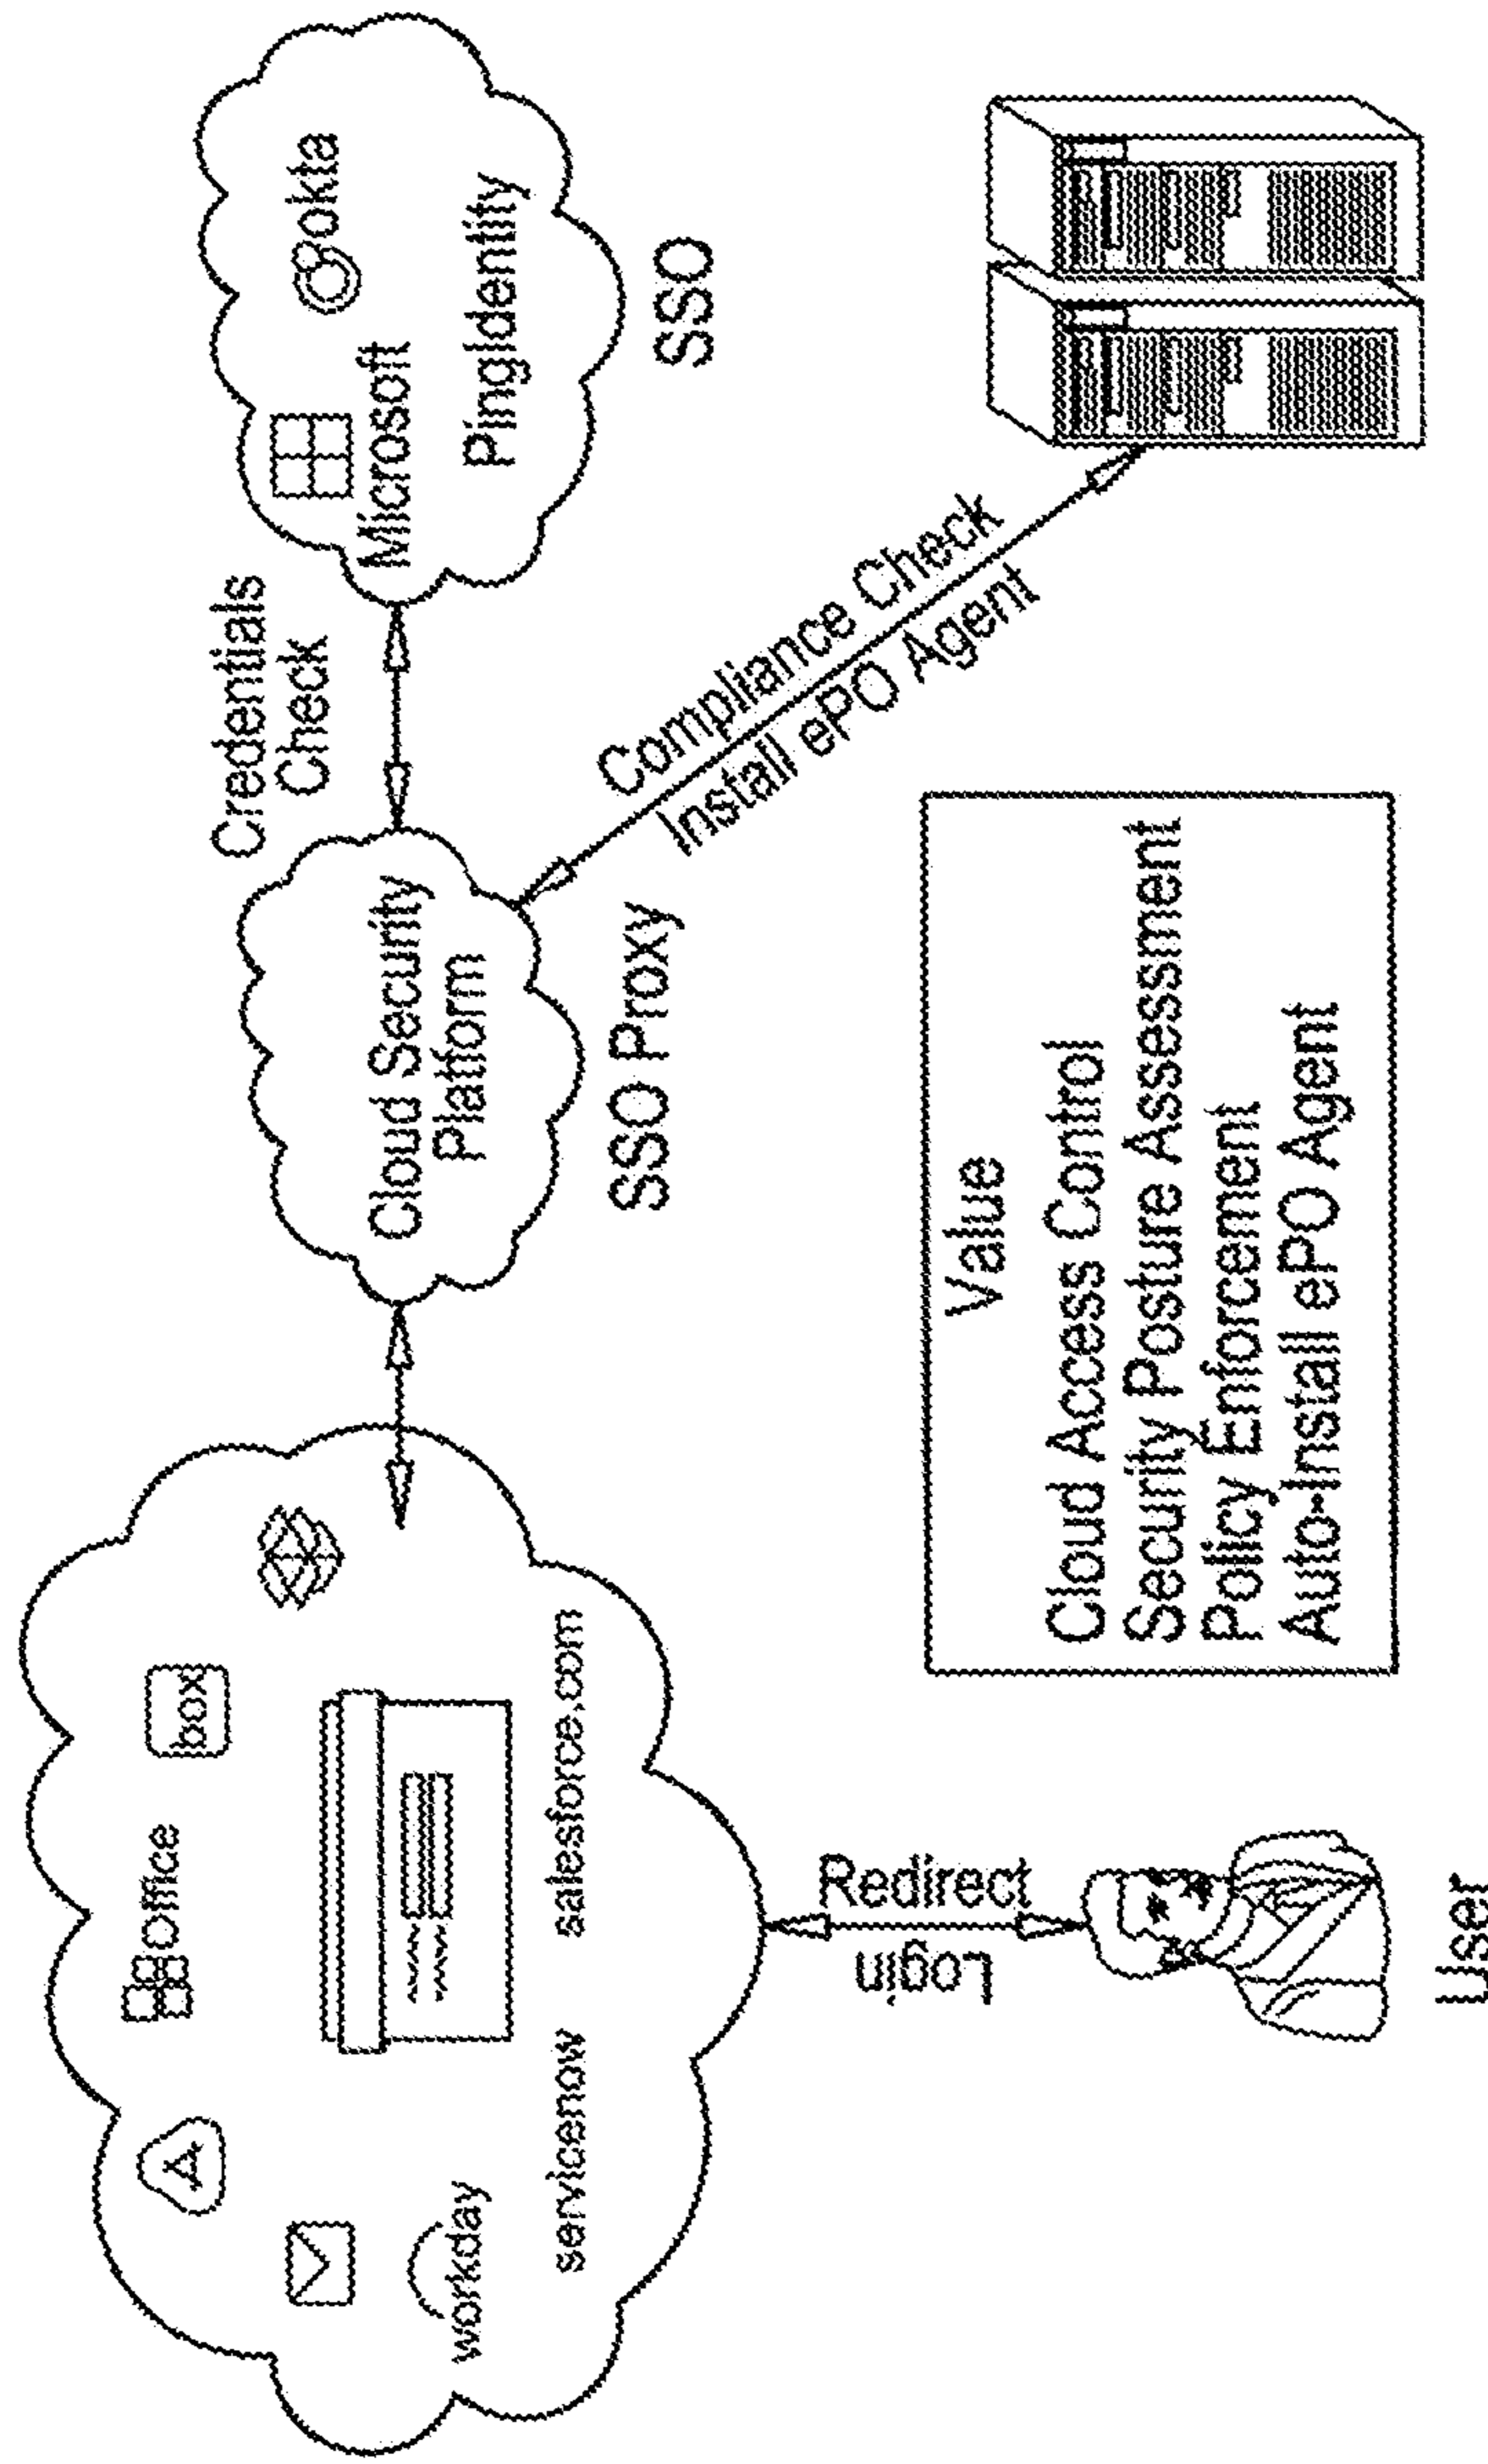 Office
box
workday
servicenow
salesforce.com
Credentials
Check
Cloud Security
Platform
SSO Proxy
Microsoft
okta
PingIdentity
SSO
Login
Redirect
User
Compliance Check
Install ePO Agent
Value
Cloud Access Control
Security Posture Assessment
Policy Enforcement
Auto-Install ePO Agent